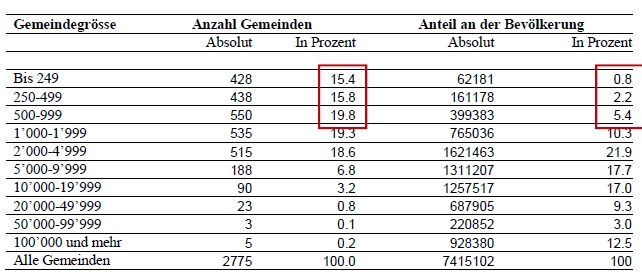 Gemeindegrösse Anzahl Gemeinden Anteil an der Bevölkerung
Absolut In Prozent Absolut In Prozent
Bis 249 428 15.4 62181 0.8
250-499 438 15.8 161178 2.2
500-999 550 19.8 399383 5.4
1’000-1’999 535 19.3 765036 10.3
2’000-4’999 515 18.6 1621463 21.9
5’000-9’999 188 6.8 1311207 17.7
10’000-19’999 90 3.2 1257517 17.0
20’000-49’999 23 0.8 687905 9.3
50’000-99’999 3 0.1 220852 3.0
100’000 und mehr 5 0.2 928380 12.5
Alle Gemeinden 2775 100.0 7415102 100